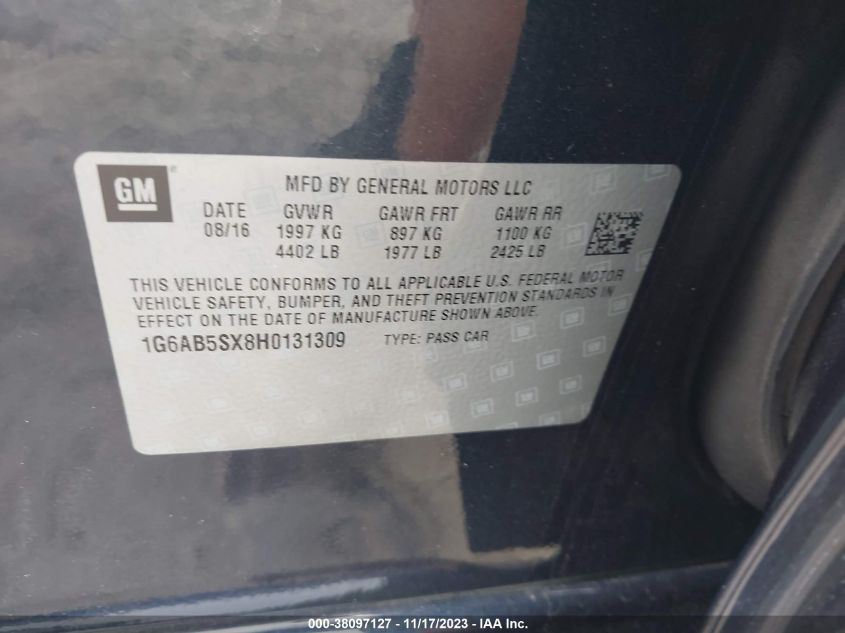 GM
MFD BY GENERAL MOTORS LLC
DATE GVWR GAWR FRT GAWR RR
08/16 1997 KG 897 KG 1100 KG
4402 LB 1977 LB 2425 LB
THIS VEHICLE CONFORMS TO ALL APPLICABLE U.S. FEDERAL MOTOR
VEHICLE SAFETY, BUMPER, AND THEFT PREVENTION STANDARDS IN
EFFECT ON THE DATE OF MANUFACTURE SHOWN ABOVE.
1G6AB5SX8H0131309 TYPE: PASS CAR
000-38097127 - 11/17/2023 - IAA Inc.